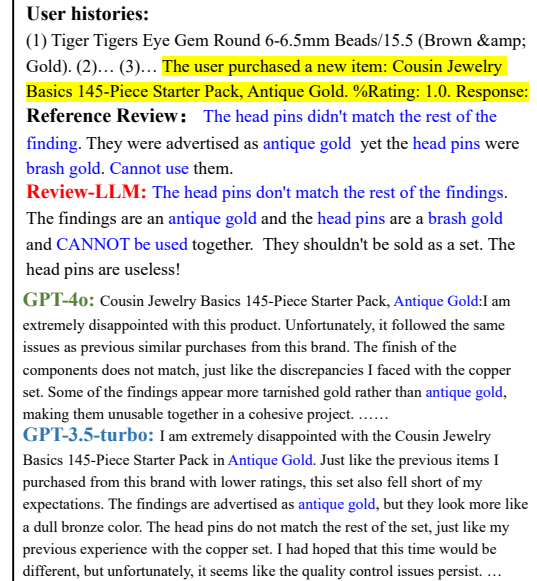 User histories:
(1) Tiger Tigers Eye Gem Round 6-6.5mm Beads/15.5 (Brown &amp;
Gold). (2)… (3)… The user purchased a new item: Cousin Jewelry
Basics 145-Piece Starter Pack, Antique Gold. %Rating: 1.0. Response:
Reference Review： The head pins didn't match the rest of the
finding. They were advertised as antique gold yet the head pins were
brash gold. Cannot use them.
Review-LLM: The head pins don't match the rest of the findings.
The findings are an antique gold and the head pins are a brash gold
and CANNOT be used together. They shouldn't be sold as a set. The
head pins are useless!
GPT-4o: Cousin Jewelry Basics 145-Piece Starter Pack, Antique Gold:I am
extremely disappointed with this product. Unfortunately, it followed the same
issues as previous similar purchases from this brand. The finish of the
components does not match, just like the discrepancies I faced with the copper
set. Some of the findings appear more tarnished gold rather than antique gold,
making them unusable together in a cohesive project. ……
GPT-3.5-turbo: I am extremely disappointed with the Cousin Jewelry
Basics 145-Piece Starter Pack in Antique Gold. Just like the previous items I
purchased from this brand with lower ratings, this set also fell short of my
expectations. The findings are advertised as antique gold, but they look more like
a dull bronze color. The head pins do not match the rest of the set, just like my
previous experience with the copper set. I had hoped that this time would be
different, but unfortunately, it seems like the quality control issues persist. …